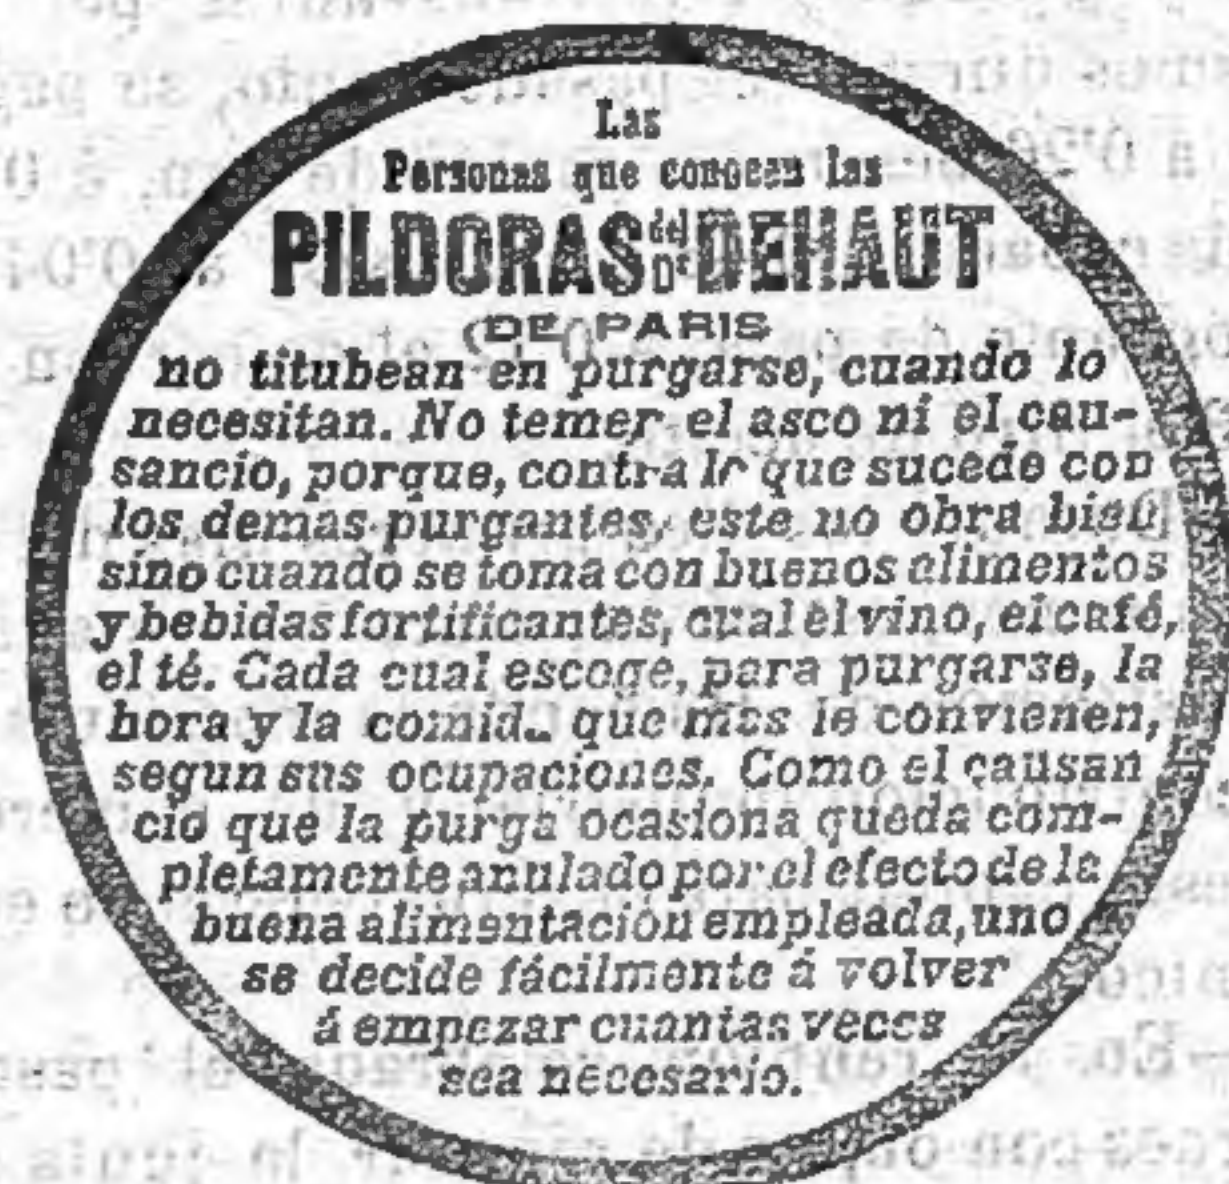 Las
Personas que conocen las
PILDORAS del Dr DEHAUT
DE PARIS
no titubean en purgarse, cuando lo
necesitan. No temer el asco ni el cau-
sancio, porque, contra lo que sucede con
los demas purgantes, este no obra bien
sino cuando se toma con buenos alimentos
y bebidas fortificantes, cual el vino, el café,
el té. Cada cual escoge, para purgarse, la
hora y la comida que mas le convienen,
segun sus ocupaciones. Como el causan
cio que la purga ocasiona queda com-
pletamente anulado por el efecto de la
buena alimentación empleada, uno
se decide fácilmente á volver
á empezar cuantas veces
sea necesario.